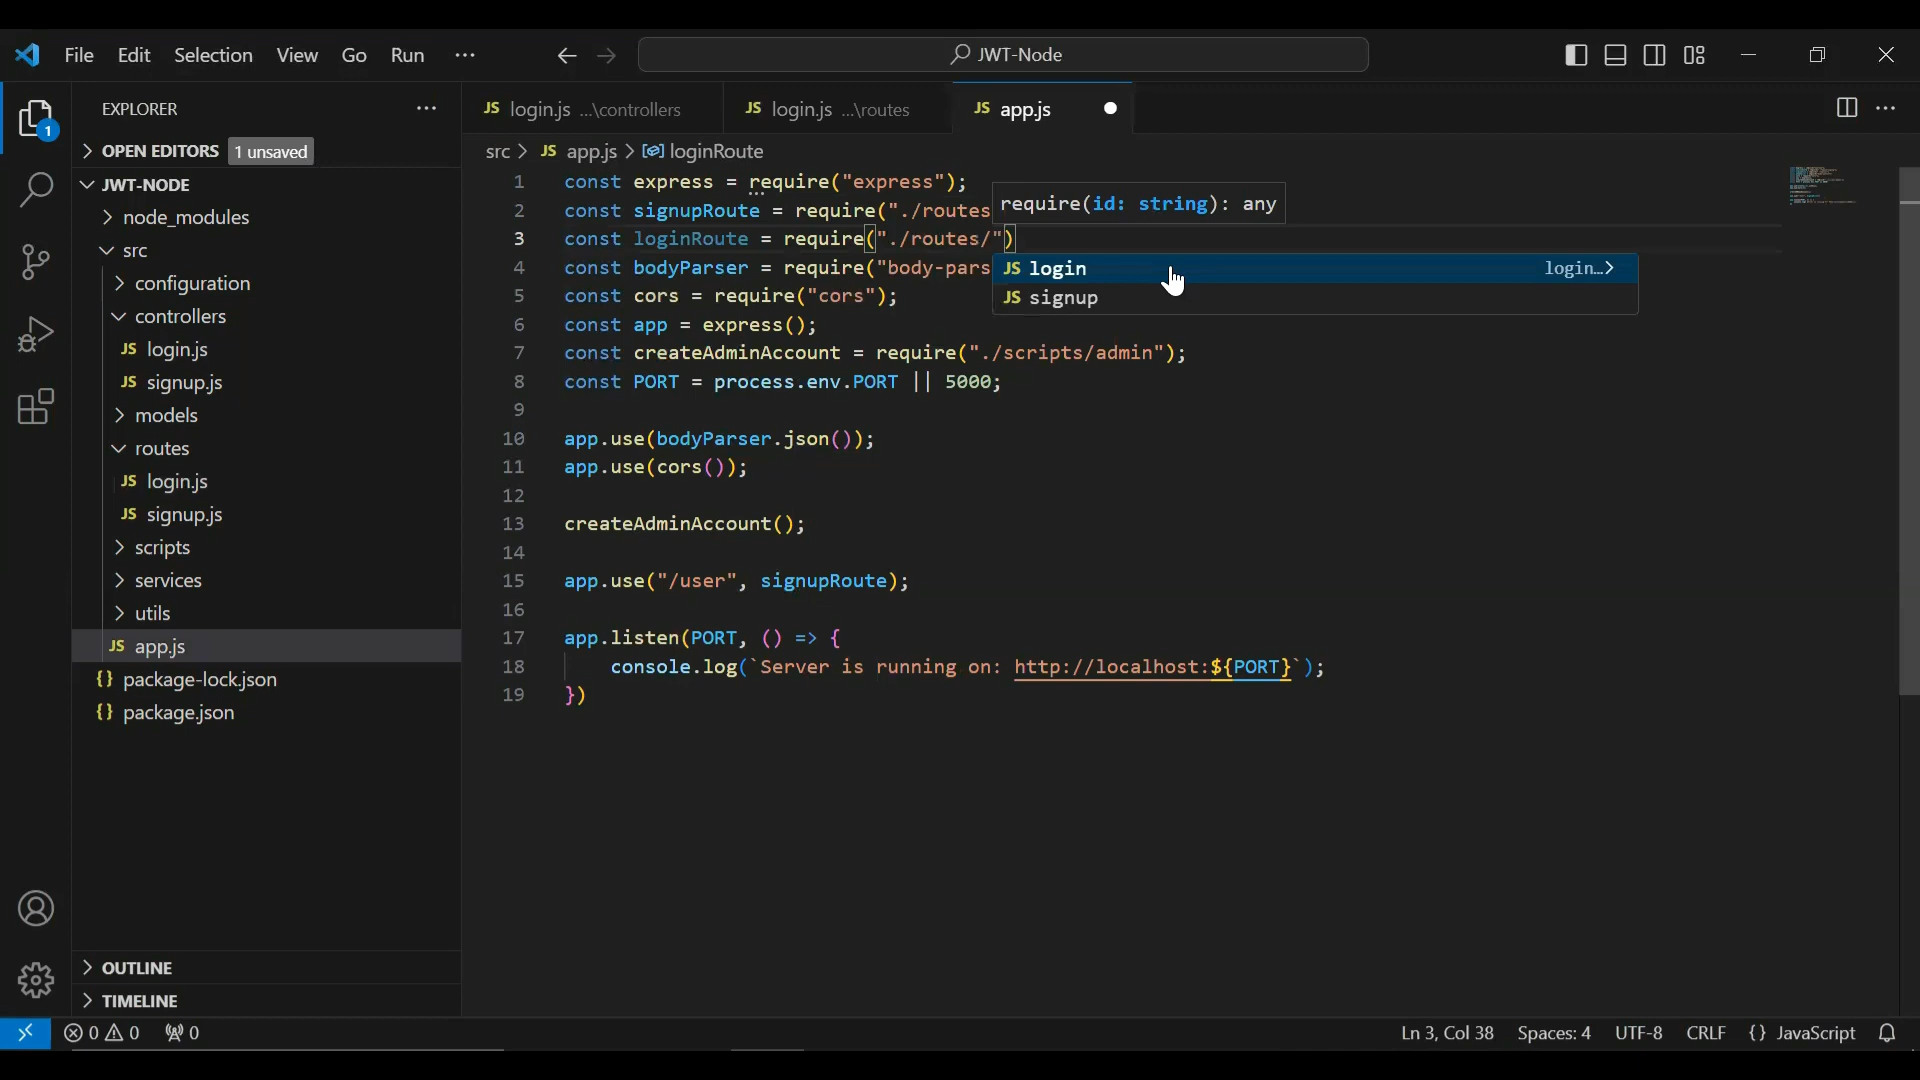 File Edit Selection View Go Run ··· JWT-Node
EXPLORER ···
OPEN EDITORS 1 unsaved
JWT-NODE
node_modules
src
configuration
controllers
JS login.js
JS signup.js
models
routes
JS login.js
JS signup.js
scripts
services
utils
JS app.js
{} package-lock.json
{} package.json
OUTLINE
TIMELINE
1
JS login.js ...\controllers JS login.js ...\routes JS app.js
src > JS app.js > loginRoute
1 const express = require("express");
2 const signupRoute = require("./routes
3 const loginRoute = require("./routes/")
4 const bodyParser = require("body-pars
5 const cors = require("cors");
6 const app = express();
7 const createAdminAccount = require("./scripts/admin");
8 const PORT = process.env.PORT || 5000;
9
10 app.use(bodyParser.json());
11 app.use(cors());
12
13 createAdminAccount();
14
15 app.use("/user", signupRoute);
16
17 app.listen(PORT, () => {
18 console.log(`Server is running on: http://localhost:${PORT}`);
19 })
require(id: string): any
JS login login…>
JS signup
0 0 0 Ln 3, Col 38 Spaces: 4 UTF-8 CRLF {} JavaScript